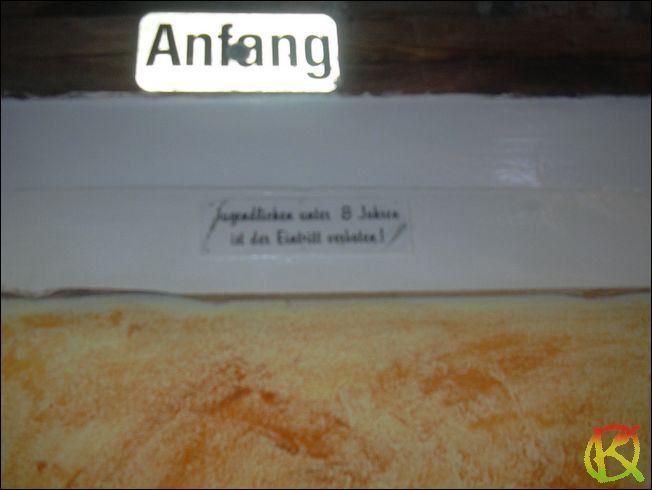 Anfang
Jugendlichen unter 8 Jahren
ist der Eintritt verboten!
K